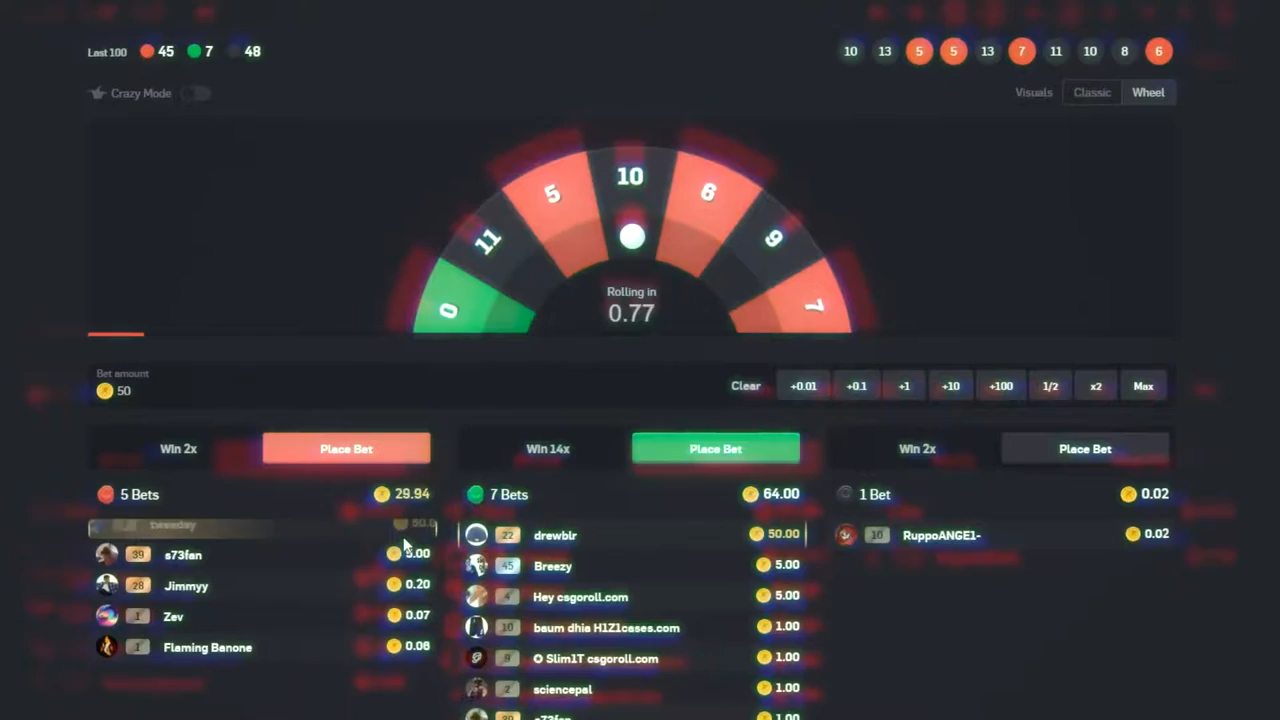 Last 100 45 7 48
10 13 5 5 13 7 11 10 8 6
Crazy Mode
Visuals Classic Wheel
0 11 5 10 6 9 7
Rolling in
0.77
Bet amount
50
Clear +0.01 +0.1 +1 +10 +100 1/2 x2 Max
Win 2x Place Bet
Win 14x Place Bet
Win 2x Place Bet
5 Bets 29.94
39 s73fan 5.00
28 Jimmyy 0.20
1 Zev 0.07
1 Flaming Banone 0.06
7 Bets 64.00
22 drewblr 50.00
45 Breezy 5.00
4 Hey csgoroll.com 5.00
10 baum dhia H1Z1cases.com 1.00
9 ✪ Slim1T csgoroll.com 1.00
2 sciencepal 1.00
39 s73fan 1.00
1 Bet 0.02
10 RuppoANGE1- 0.02